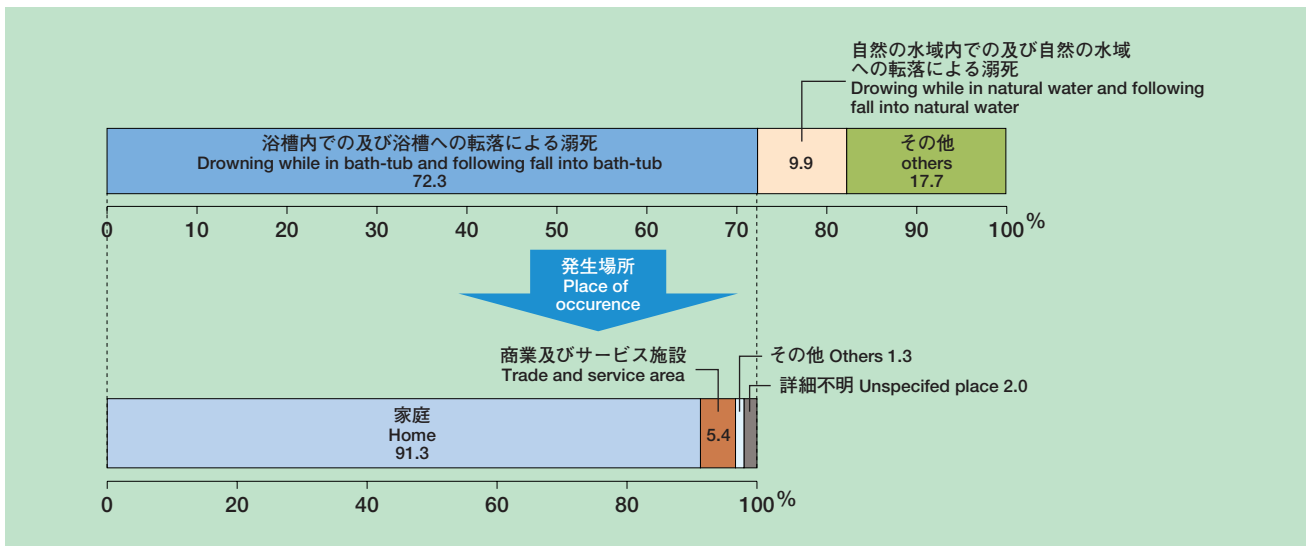 自然の水域内での及び自然の水域
への転落による溺死
Drowing while in natural water and following
fall into natural water
浴槽内での及び浴槽への転落による溺死
Drowning while in bath-tub and following fall into bath-tub
72.3
9.9
その他
others
17.7
0 10 20 30 40 50 60 70 80 90 100 %
発生場所
Place of
occurence
商業及びサービス施設
Trade and service area
その他 Others 1.3
詳細不明 Unspecifed place 2.0
家庭
Home
91.3
5.4
0 20 40 60 80 100 %